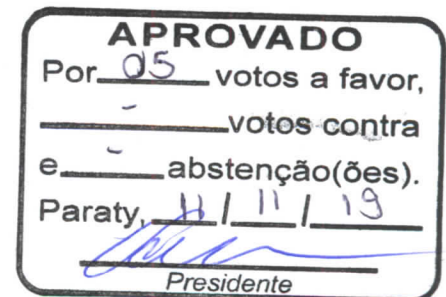 APROVADO
Por 05 votos a favor,
- votos contra
e - abstenção(ões).
Paraty, 11 / 11 / 19
Presidente